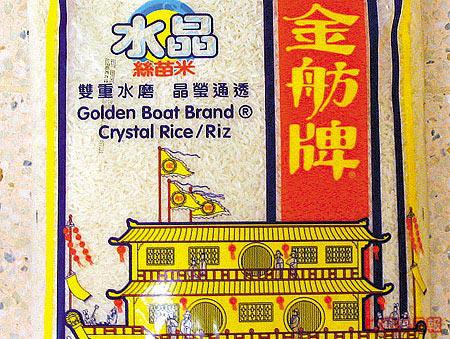 水晶
絲苗米
雙重水磨 晶瑩通透
Golden Boat Brand ®
Crystal Rice/Riz
金舫牌®